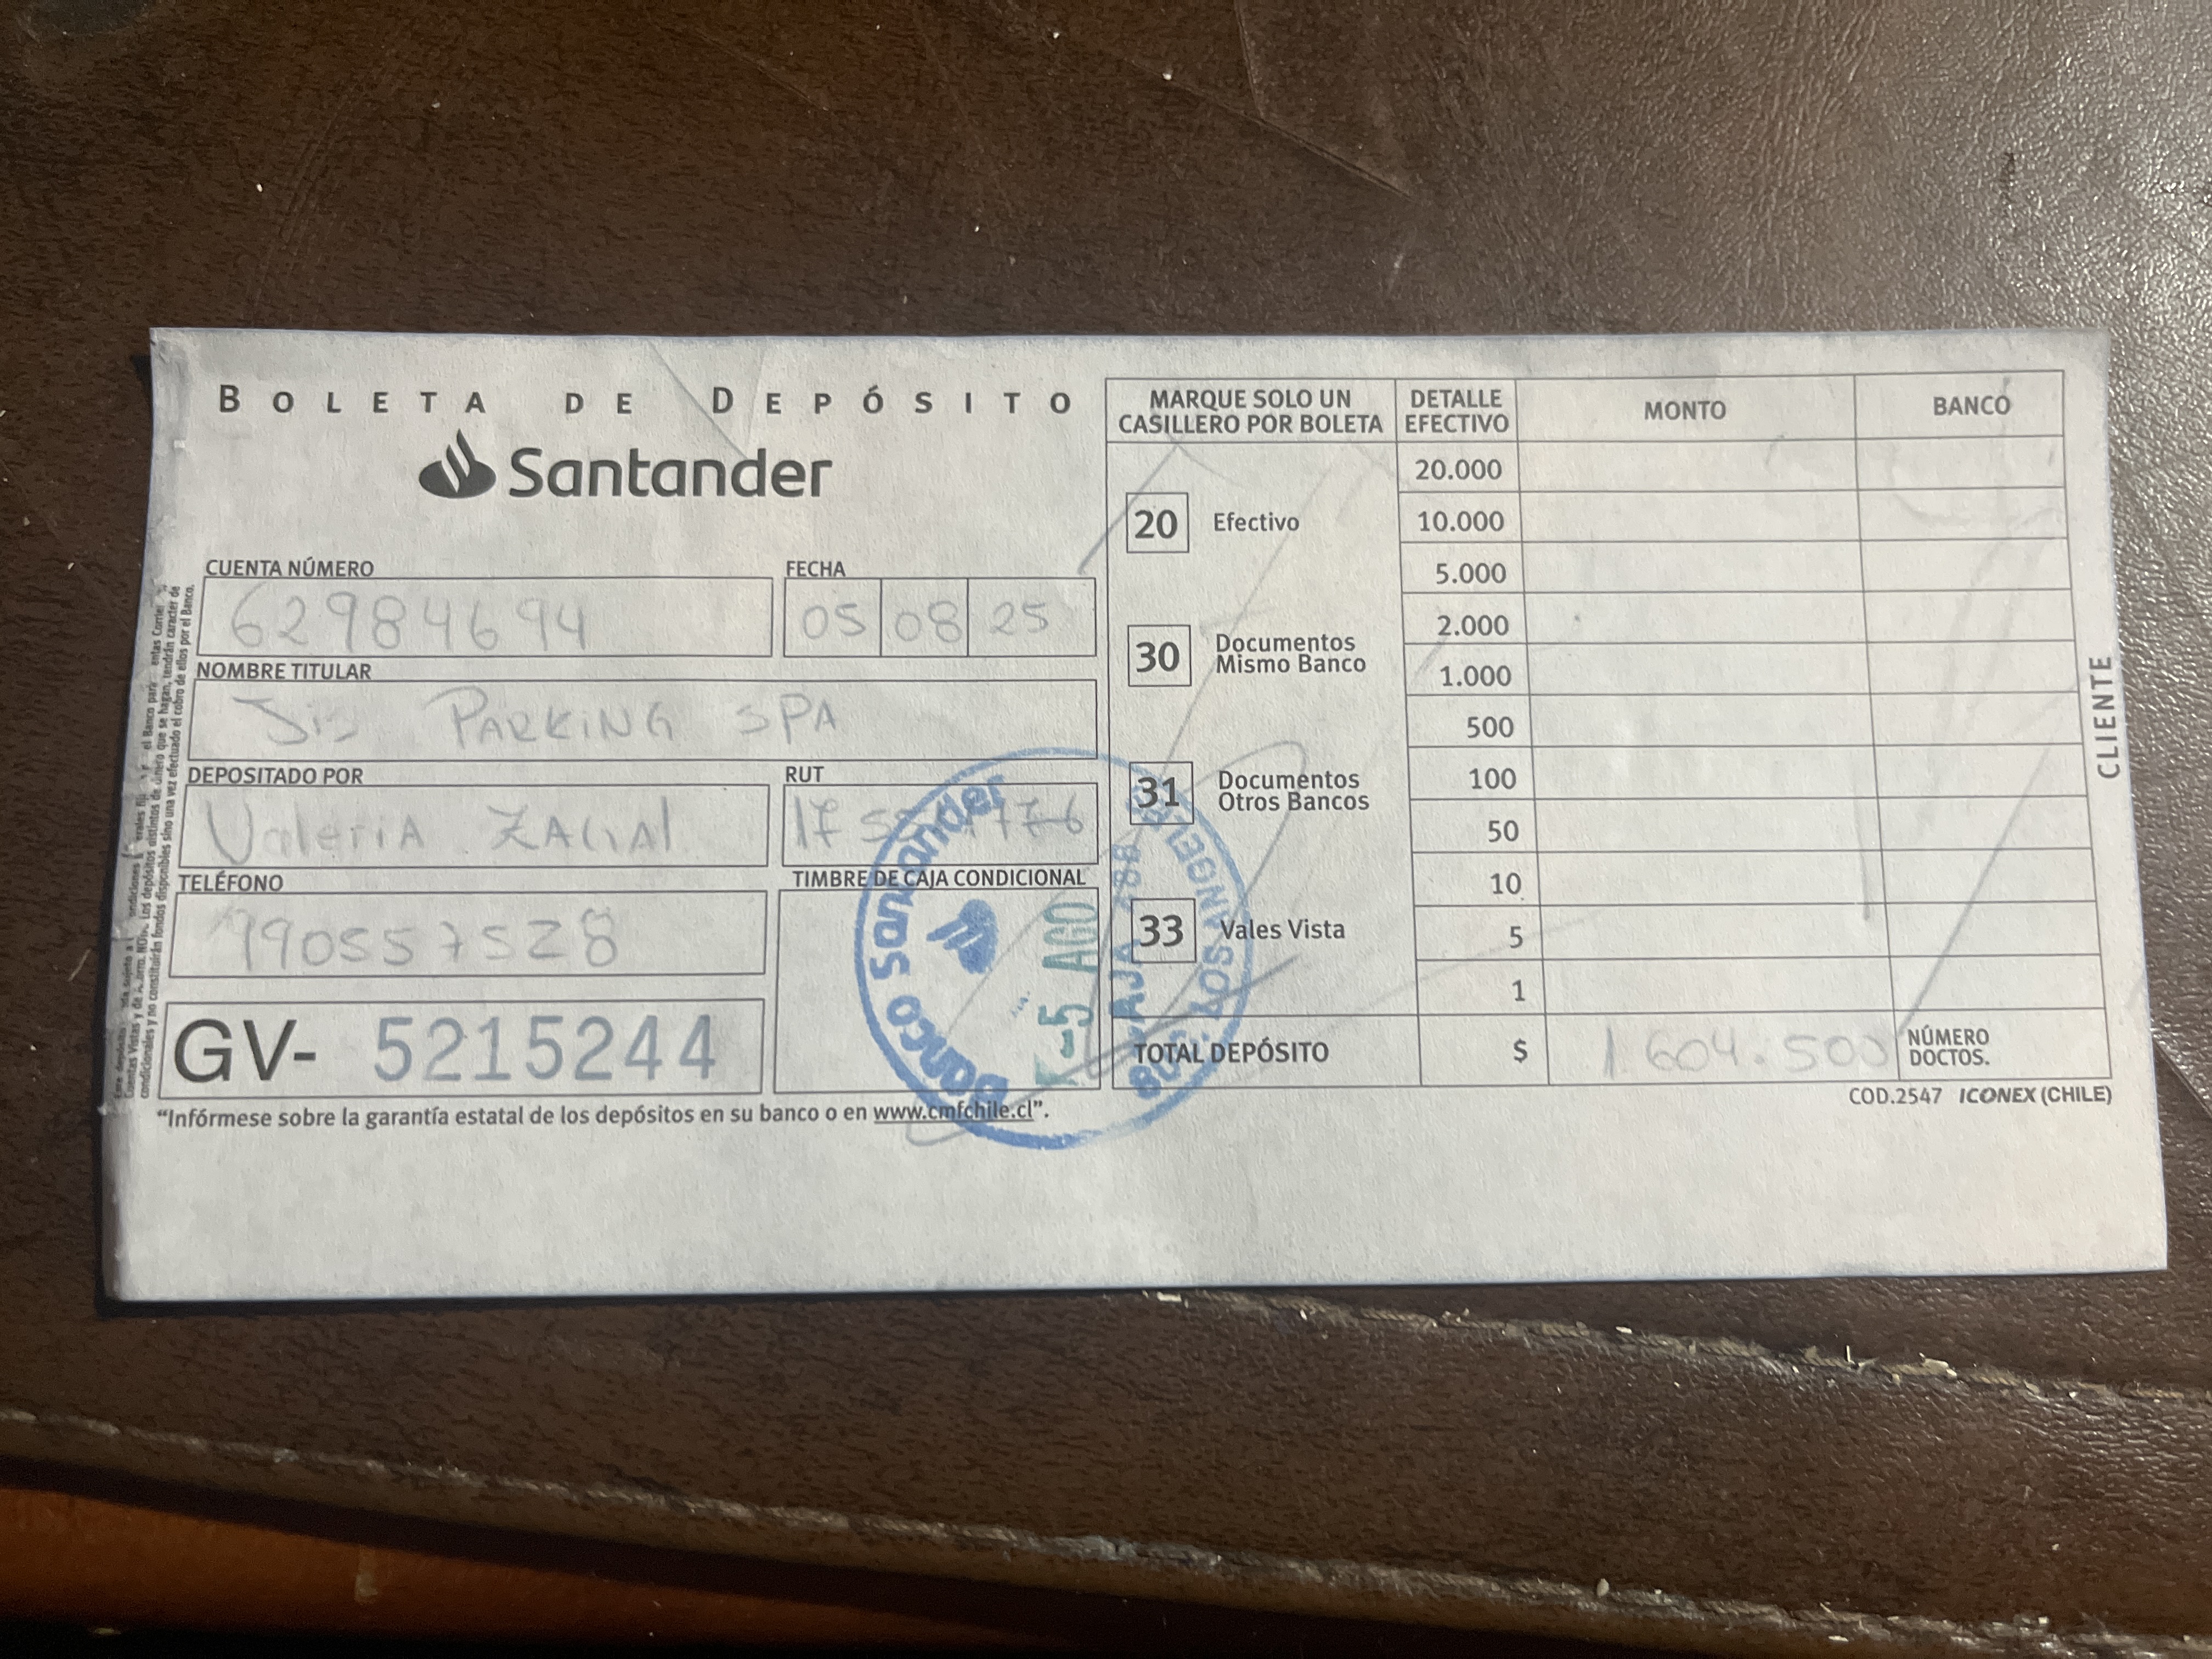 BOLETA DE DEPÓSITO
Santander
CUENTA NÚMERO
62984694
FECHA
05 08 25
NOMBRE TITULAR
Jis PARKING SPA
DEPOSITADO POR
Valeria ZAGAl
RUT
TELÉFONO
990557528
TIMBRE DE CAJA CONDICIONAL
GV- 5215244
"Infórmese sobre la garantía estatal de los depósitos en su banco o en www.cmfchile.cl".
Banco Santander
-5 AGO
SUC. LOS ANGELES
MARQUE SOLO UN
CASILLERO POR BOLETA
20 Efectivo
30 Documentos
Mismo Banco
31 Documentos
Otros Bancos
33 Vales Vista
DETALLE
EFECTIVO
MONTO
BANCO
20.000
10.000
5.000
2.000
1.000
500
100
50
10
5
1
TOTAL DEPÓSITO $ 1.604.500
NÚMERO
DOCTOS.
COD.2547 ICONEX (CHILE)
CLIENTE